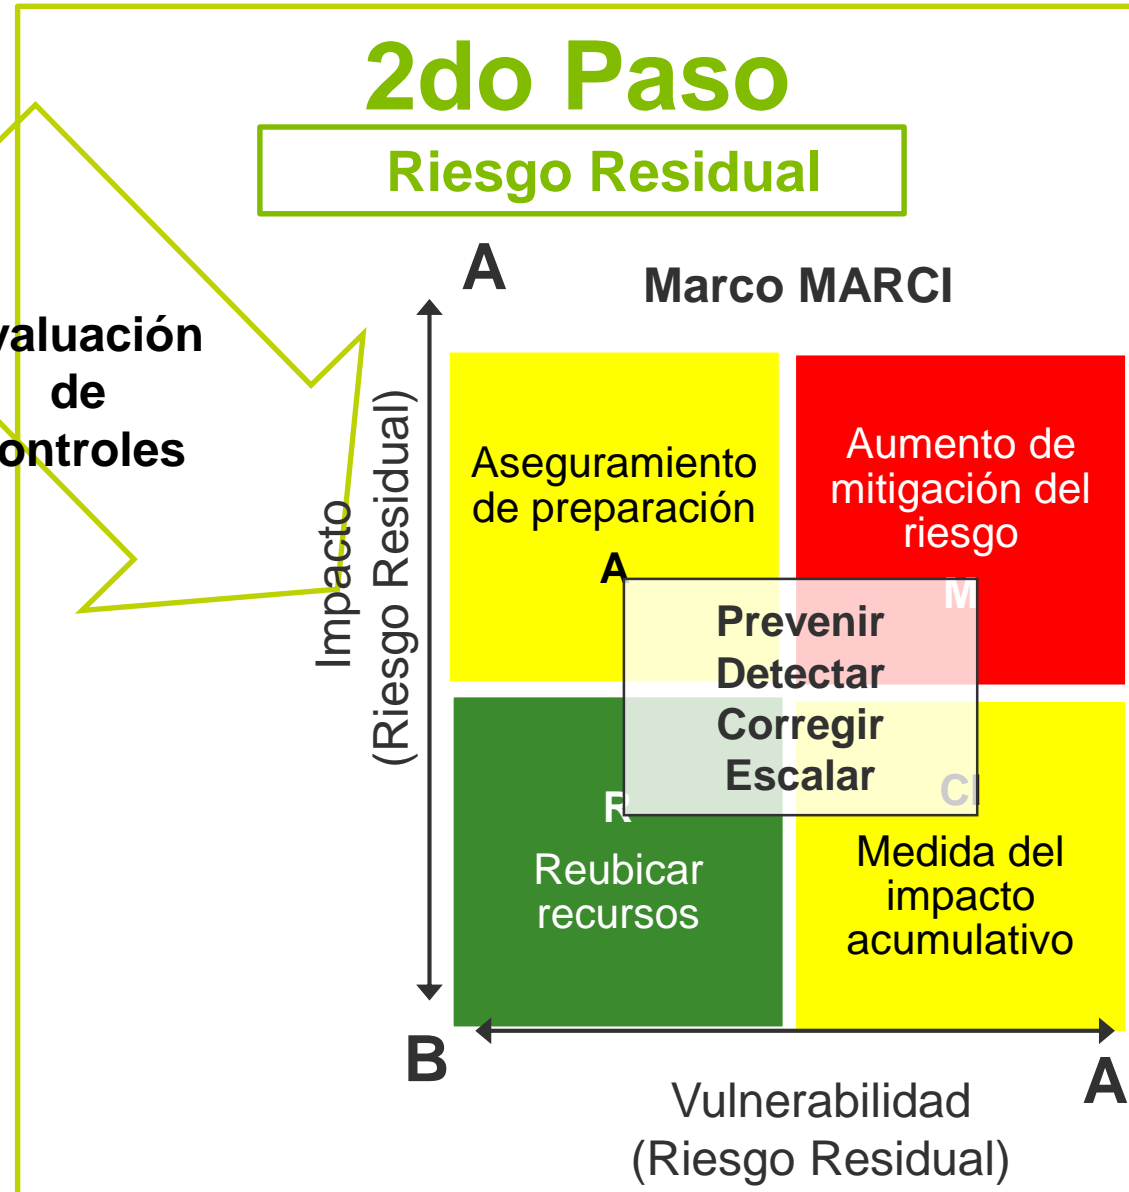 2do Paso
Riesgo Residual
A
Marco MARCI
valuación
de
ontroles
Impacto
(Riesgo Residual)
Aseguramiento
de preparación
A
Aumento de
mitigación del
riesgo
M
Prevenir
Detectar
Corregir
Escalar
R
Reubicar
recursos
CI
Medida del
impacto
acumulativo
B
A
Vulnerabilidad
(Riesgo Residual)